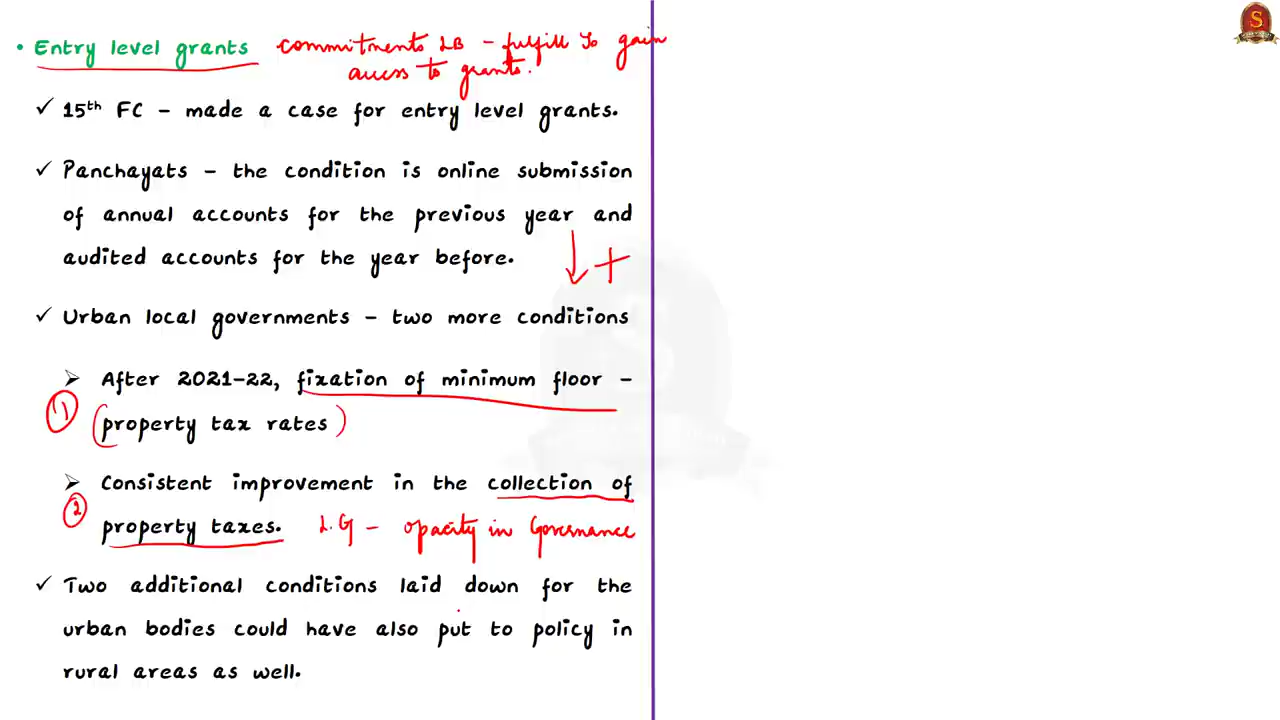 • Entry level grants commitments LB - fulfill to gain
access to grants.
✓ 15th FC – made a case for entry level grants.
✓ Panchayats – the condition is online submission
of annual accounts for the previous year and
audited accounts for the year before.
+
✓ Urban local governments – two more conditions
➢ After 2021-22, fixation of minimum floor –
① (property tax rates)
➢ Consistent improvement in the collection of
② property taxes. L.G - opacity in Governance
✓ Two additional conditions laid down for the
urban bodies could have also put to policy in
rural areas as well.